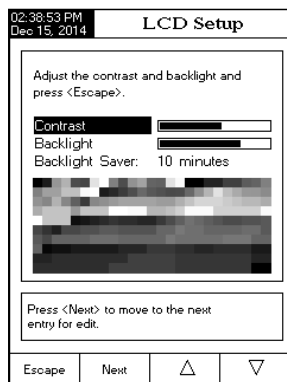 02:38:53 PM
Dec 15, 2014
LCD Setup
Adjust the contrast and backlight and
press <Escape>.
Contrast
Backlight
Backlight Saver: 10 minutes
Press <Next> to move to the next
entry for edit.
Escape Next △ ▽